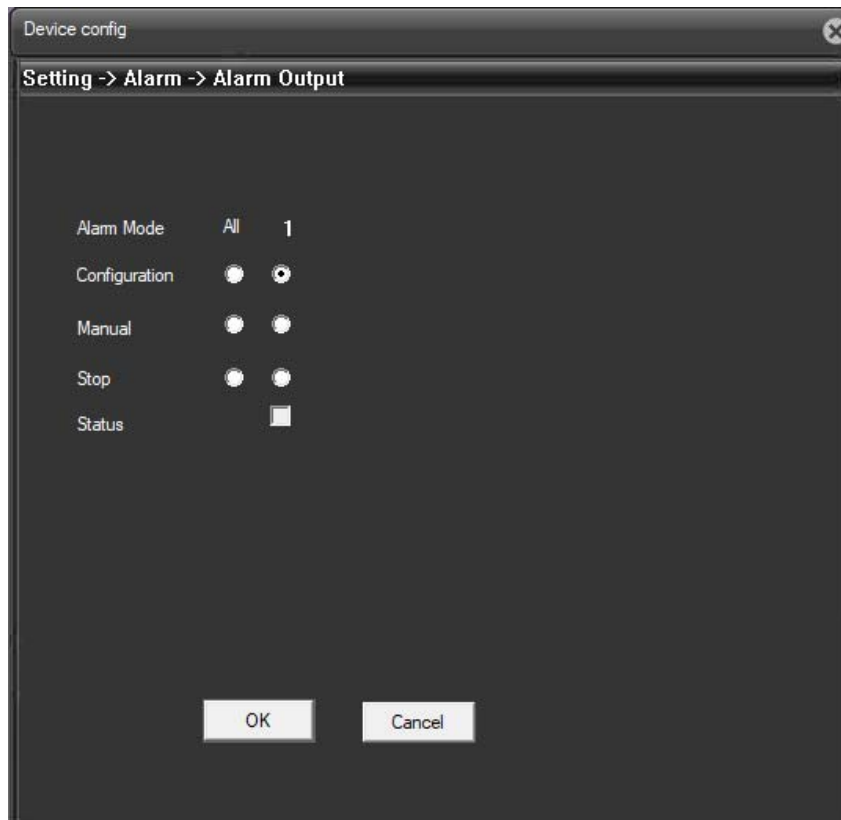 Device config
Setting -> Alarm -> Alarm Output
Alarm Mode All 1
Configuration
Manual
Stop
Status
OK Cancel